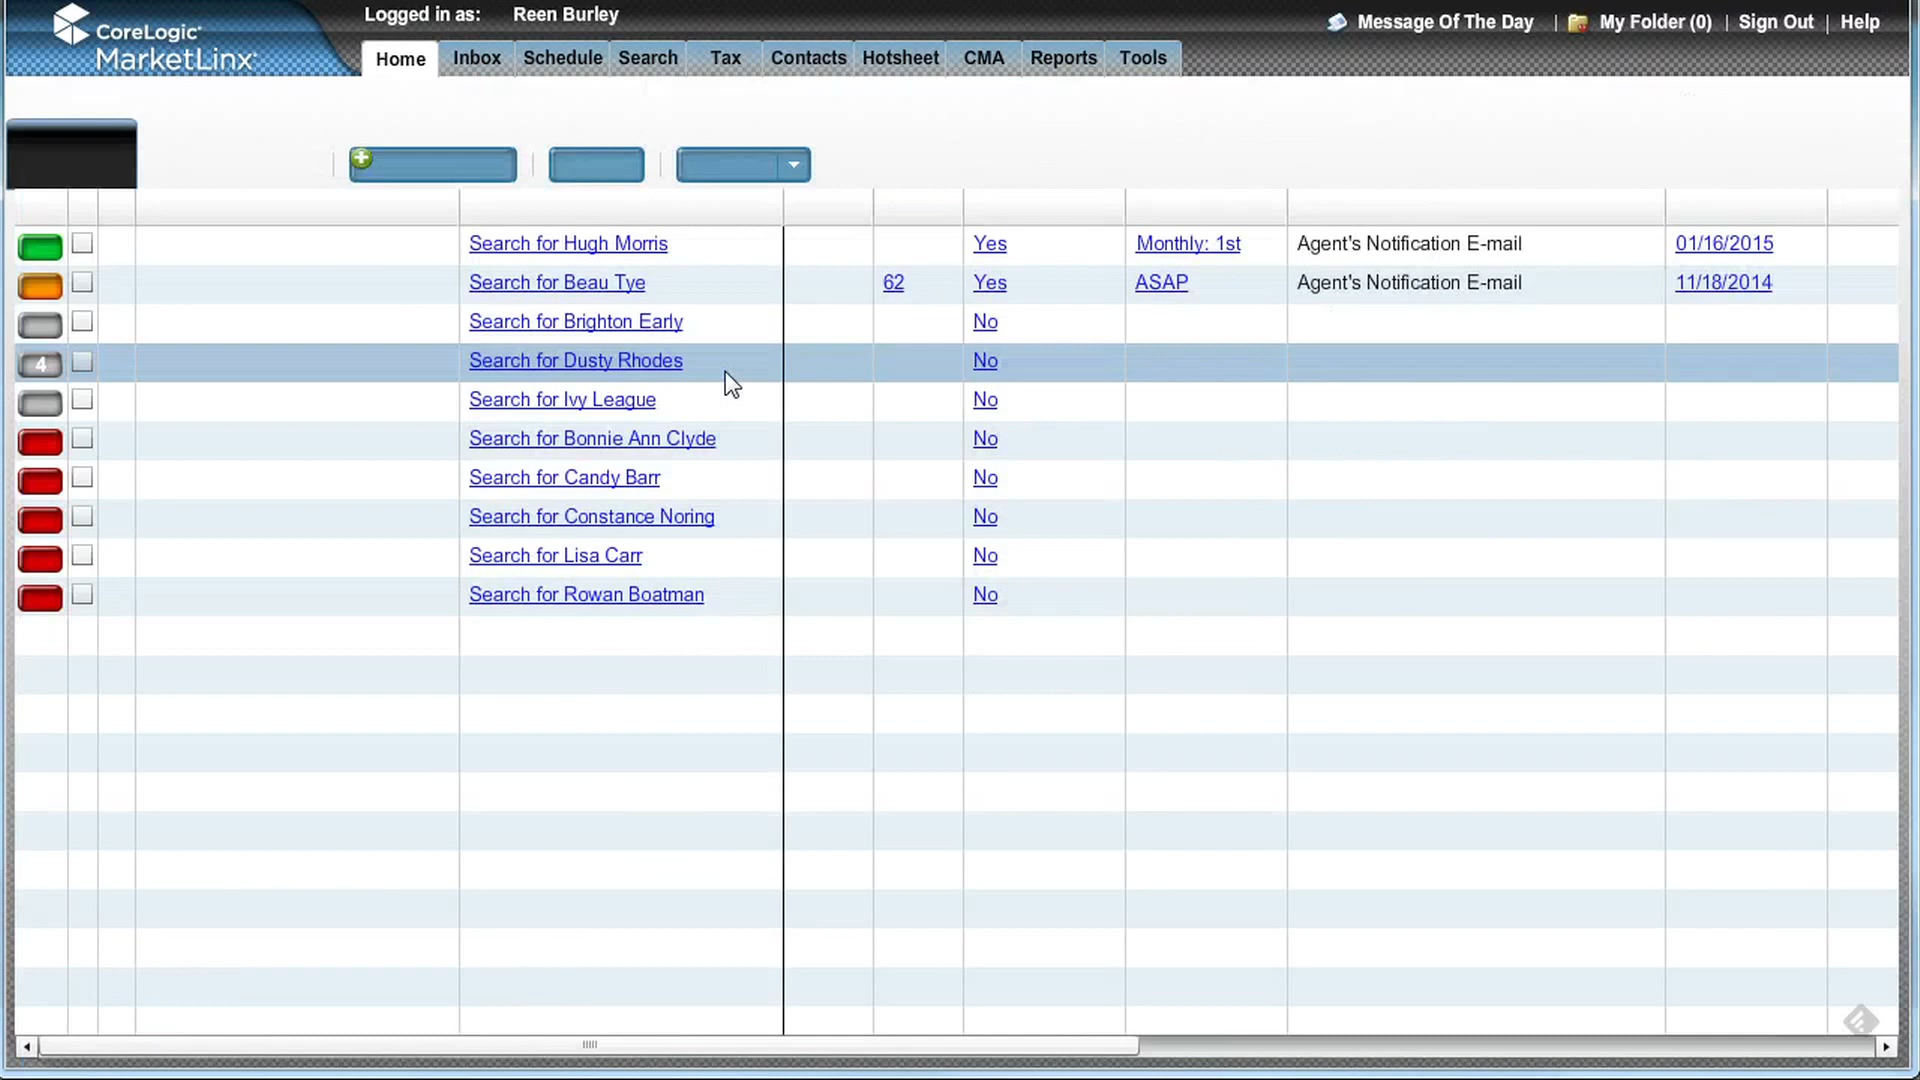 Logged in as: Reen Burley
Message Of The Day | My Folder (0) | Sign Out | Help
CoreLogic
MarketLinx
Home Inbox Schedule Search Tax Contacts Hotsheet CMA Reports Tools
Search for Hugh Morris Yes Monthly: 1st Agent's Notification E-mail 01/16/2015
Search for Beau Tye 62 Yes ASAP Agent's Notification E-mail 11/18/2014
Search for Brighton Early No
4 Search for Dusty Rhodes No
Search for Ivy League No
Search for Bonnie Ann Clyde No
Search for Candy Barr No
Search for Constance Noring No
Search for Lisa Carr No
Search for Rowan Boatman No